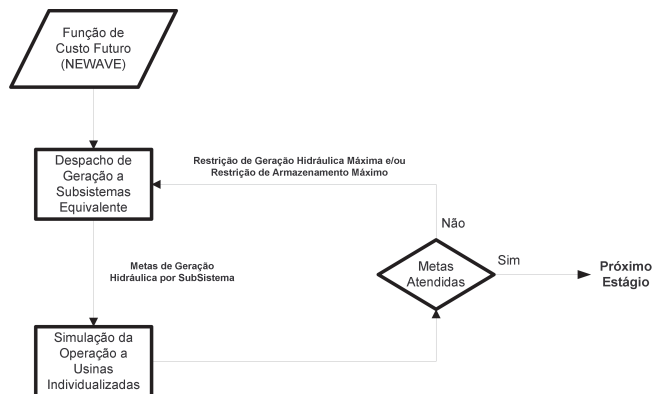 Função de
Custo Futuro
(NEWAVE)
Despacho de
Geração a
Subsistemas
Equivalente
Restrição de Geração Hidráulica Máxima e/ou
Restrição de Armazenamento Máximo
Não
Metas de Geração
Hidráulica por SubSistema
Metas
Atendidas
Sim
Próximo
Estágio
Simulação da
Operação a
Usinas
Individualizadas